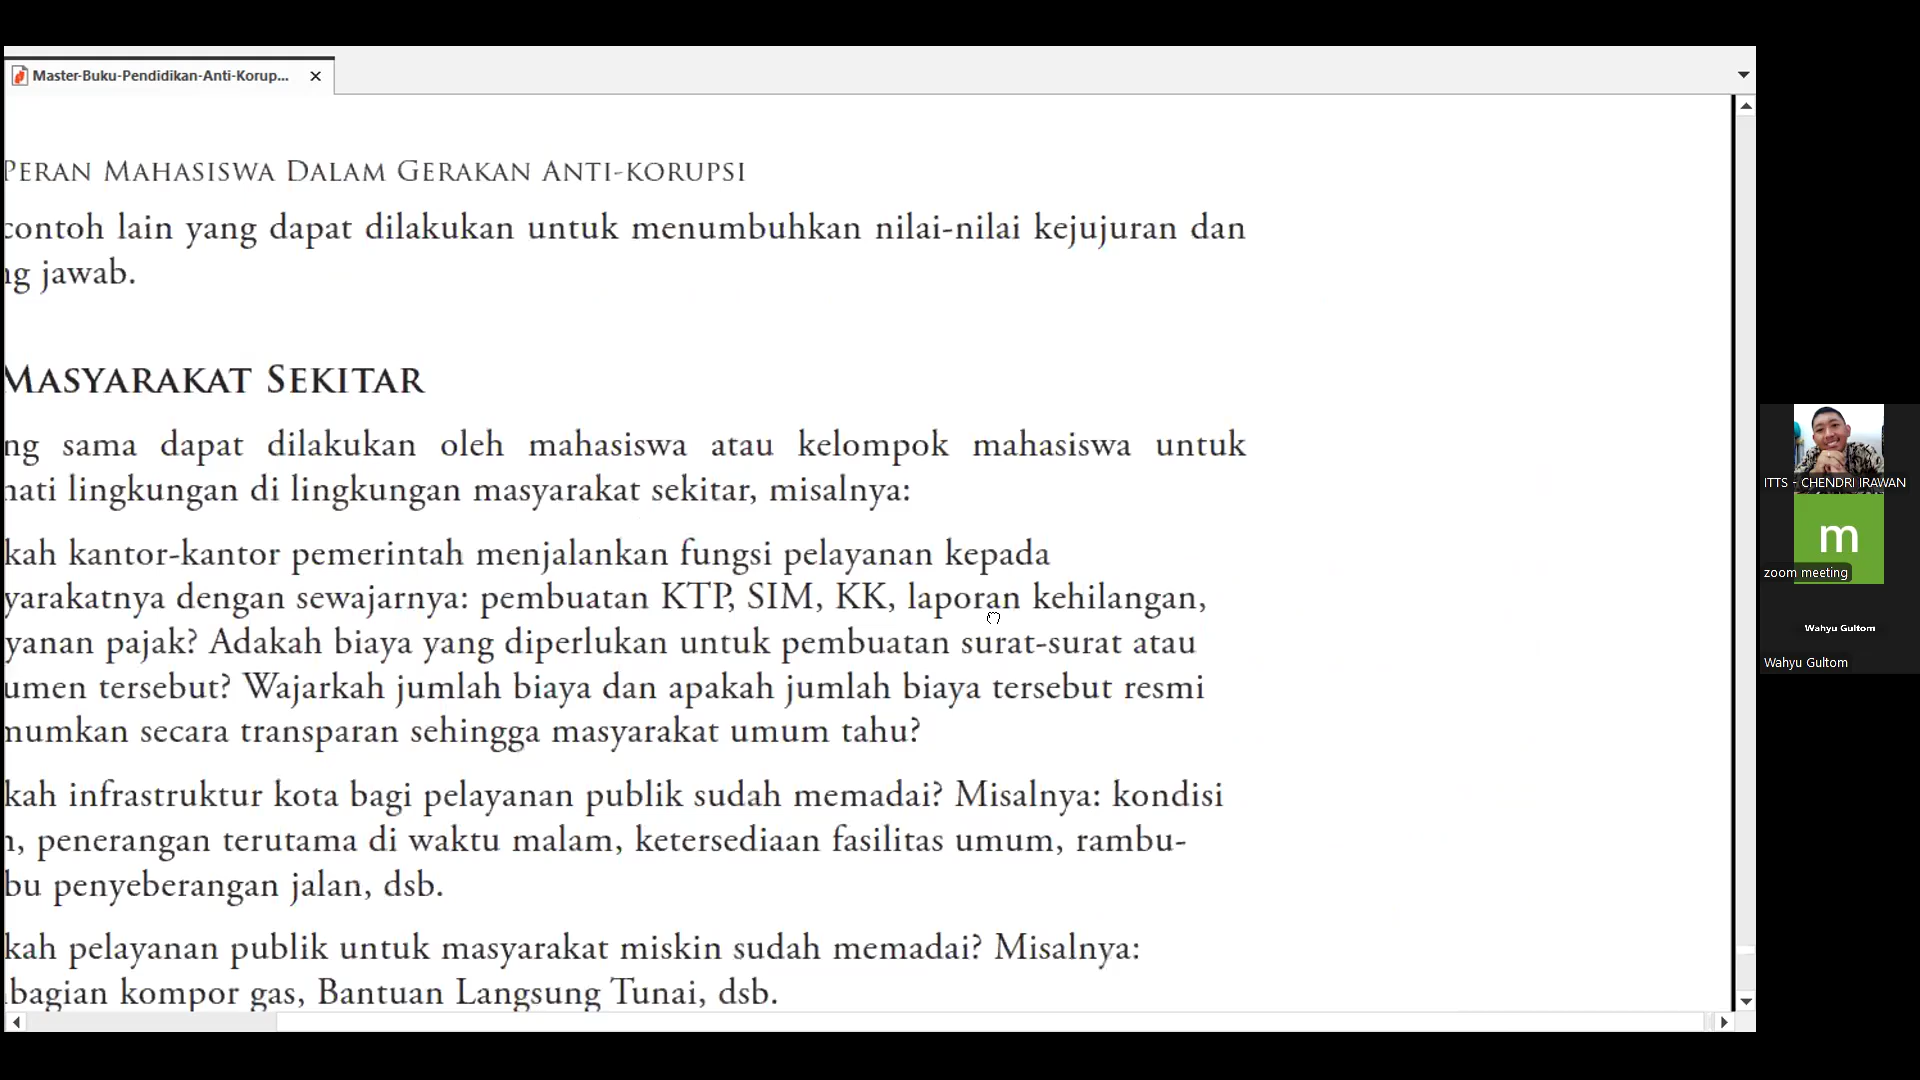 Master-Buku-Pendidikan-Anti-Korup...
PERAN MAHASISWA DALAM GERAKAN ANTI-KORUPSI
contoh lain yang dapat dilakukan untuk menumbuhkan nilai-nilai kejujuran dan
ng jawab.
MASYARAKAT SEKITAR
ng sama dapat dilakukan oleh mahasiswa atau kelompok mahasiswa untuk
nati lingkungan di lingkungan masyarakat sekitar, misalnya:
kah kantor-kantor pemerintah menjalankan fungsi pelayanan kepada
yarakatnya dengan sewajarnya: pembuatan KTP, SIM, KK, laporan kehilangan,
yanan pajak? Adakah biaya yang diperlukan untuk pembuatan surat-surat atau
umen tersebut? Wajarkah jumlah biaya dan apakah jumlah biaya tersebut resmi
mumkan secara transparan sehingga masyarakat umum tahu?
kah infrastruktur kota bagi pelayanan publik sudah memadai? Misalnya: kondisi
n, penerangan terutama di waktu malam, ketersediaan fasilitas umum, rambu-
bu penyeberangan jalan, dsb.
kah pelayanan publik untuk masyarakat miskin sudah memadai? Misalnya:
bagian kompor gas, Bantuan Langsung Tunai, dsb.
ITTS - CHENDRI IRAWAN
m
zoom meeting
Wahyu Gultom
Wahyu Gultom